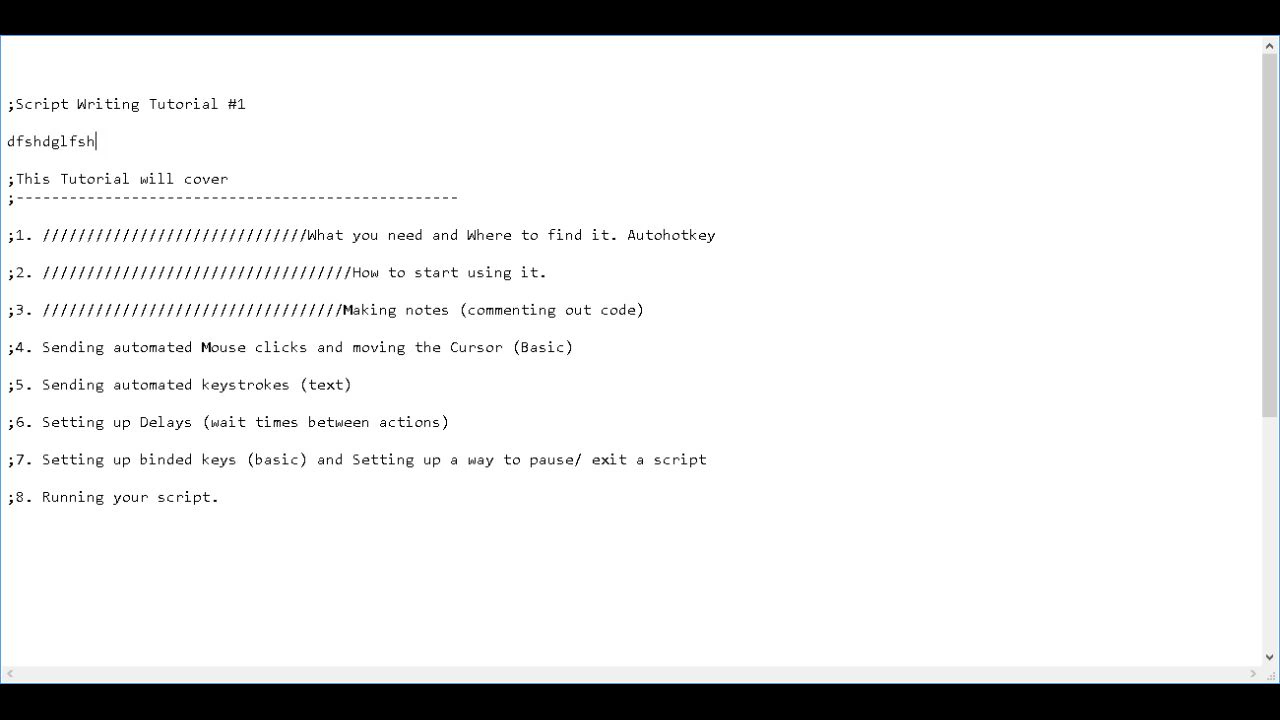 ;Script Writing Tutorial #1
dfshdglfsh
;This Tutorial will cover
;--------------------------------------------------
;1. //////////////////////////////What you need and Where to find it. Autohotkey
;2. ///////////////////////////////////How to start using it.
;3. //////////////////////////////////Making notes (commenting out code)
;4. Sending automated Mouse clicks and moving the Cursor (Basic)
;5. Sending automated keystrokes (text)
;6. Setting up Delays (wait times between actions)
;7. Setting up binded keys (basic) and Setting up a way to pause/ exit a script
;8. Running your script.